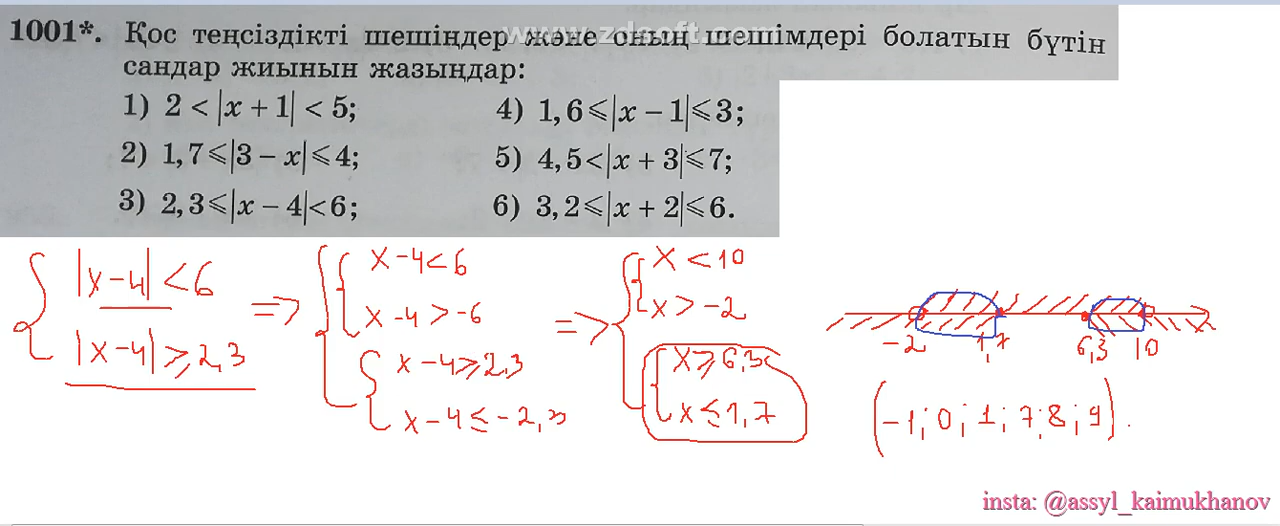 1001*. Қос теңсіздікті шешіңдер және оның шешімдері болатын бүтін
сандар жиынын жазыңдар:
1) 2 < |x + 1| < 5;
4) 1,6 ⩽ |x − 1| ⩽ 3;
2) 1,7 ⩽ |3 − x| ⩽ 4;
5) 4,5 < |x + 3| ⩽ 7;
3) 2,3 ⩽ |x − 4| < 6;
6) 3,2 ⩽ |x + 2| ⩽ 6.
www.zdsoft.com
|x−4| < 6
|x−4| ⩾ 2,3
=>
x−4 < 6
x−4 > −6
x−4 ⩾ 2,3
x−4 ≤ −2,3
=>
x < 10
x > −2
x ⩾ 6,3
x ≤ 1,7
−2 1,7 6,3 10 x
(−1; 0; 1; 7; 8; 9).
insta: @assyl_kaimukhanov